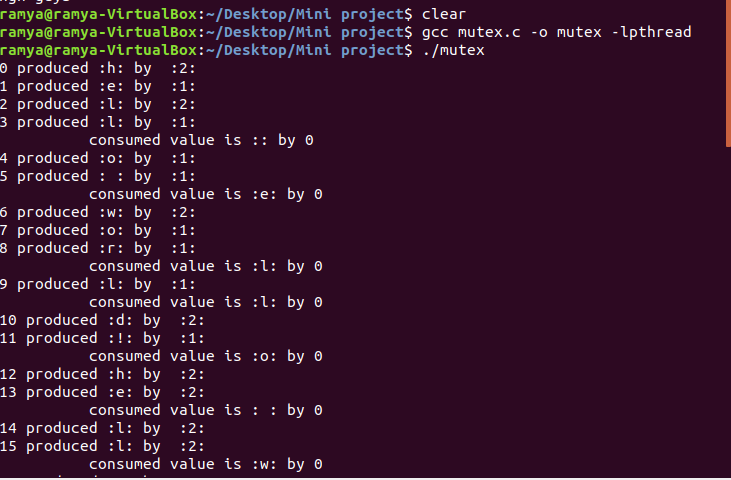 ramya@ramya-VirtualBox:~/Desktop/Mini project$ clear
ramya@ramya-VirtualBox:~/Desktop/Mini project$ gcc mutex.c -o mutex -lpthread
ramya@ramya-VirtualBox:~/Desktop/Mini project$ ./mutex
0 produced :h: by  :2:
1 produced :e: by  :1:
2 produced :l: by  :2:
3 produced :l: by  :1:
          consumed value is :: by 0
4 produced :o: by  :1:
5 produced : : by  :1:
          consumed value is :e: by 0
6 produced :w: by  :2:
7 produced :o: by  :1:
8 produced :r: by  :1:
          consumed value is :l: by 0
9 produced :l: by  :1:
          consumed value is :l: by 0
10 produced :d: by  :2:
11 produced :!: by  :1:
          consumed value is :o: by 0
12 produced :h: by  :2:
13 produced :e: by  :2:
          consumed value is : : by 0
14 produced :l: by  :2:
15 produced :l: by  :2:
          consumed value is :w: by 0